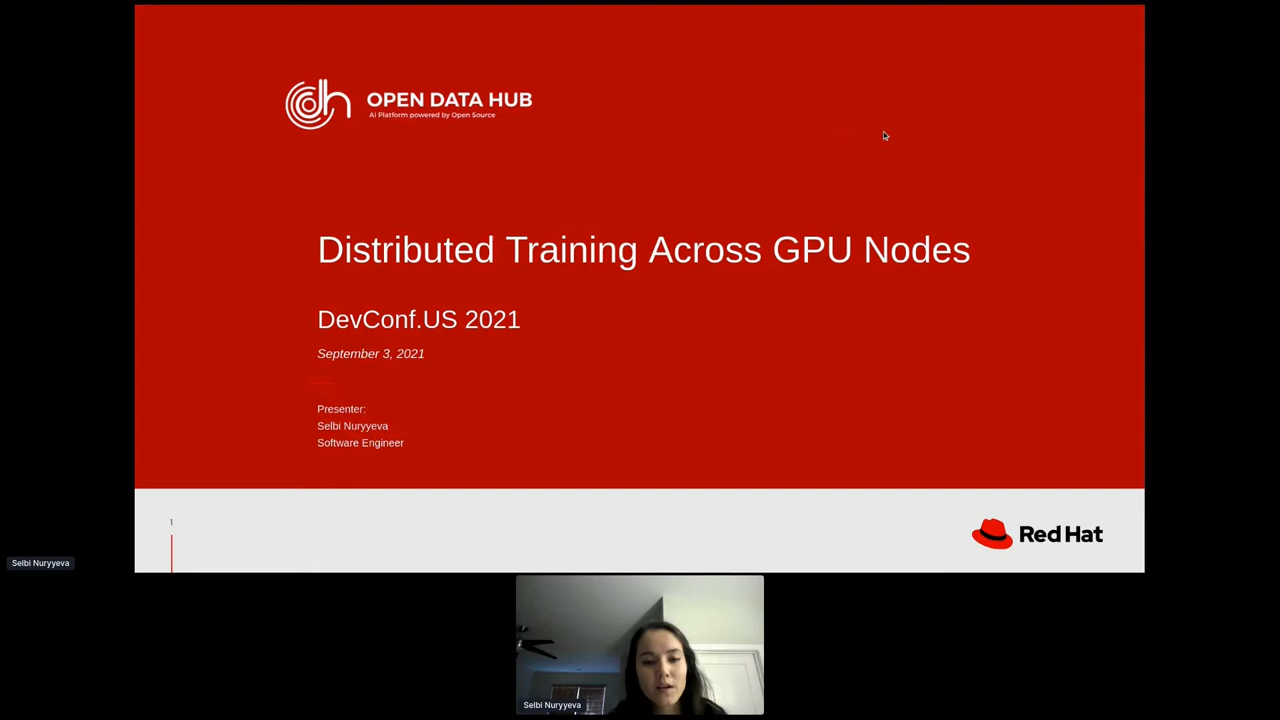 OPEN DATA HUB
AI Platform powered by Open Source
Distributed Training Across GPU Nodes
DevConf.US 2021
September 3, 2021
Presenter:
Selbi Nuryyeva
Software Engineer
1
Red Hat
Selbi Nuryyeva
Selbi Nuryyeva